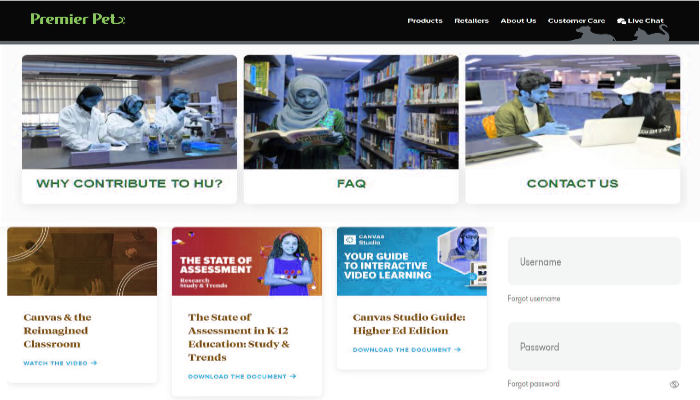 Premier Pet
Products Retailers About Us Customer Care Live Chat
WHY CONTRIBUTE TO HU?
FAQ
CONTACT US
Canvas & the
Reimagined
Classroom
WATCH THE VIDEO →
THE STATE OF
ASSESSMENT
Research
Study & Trends
The State of
Assessment in K-12
Education: Study &
Trends
DOWNLOAD THE DOCUMENT →
CANVAS
Studio
YOUR GUIDE
TO INTERACTIVE
VIDEO LEARNING
Canvas Studio Guide:
Higher Ed Edition
DOWNLOAD THE DOCUMENT →
Username
Forgot username
Password
Forgot password